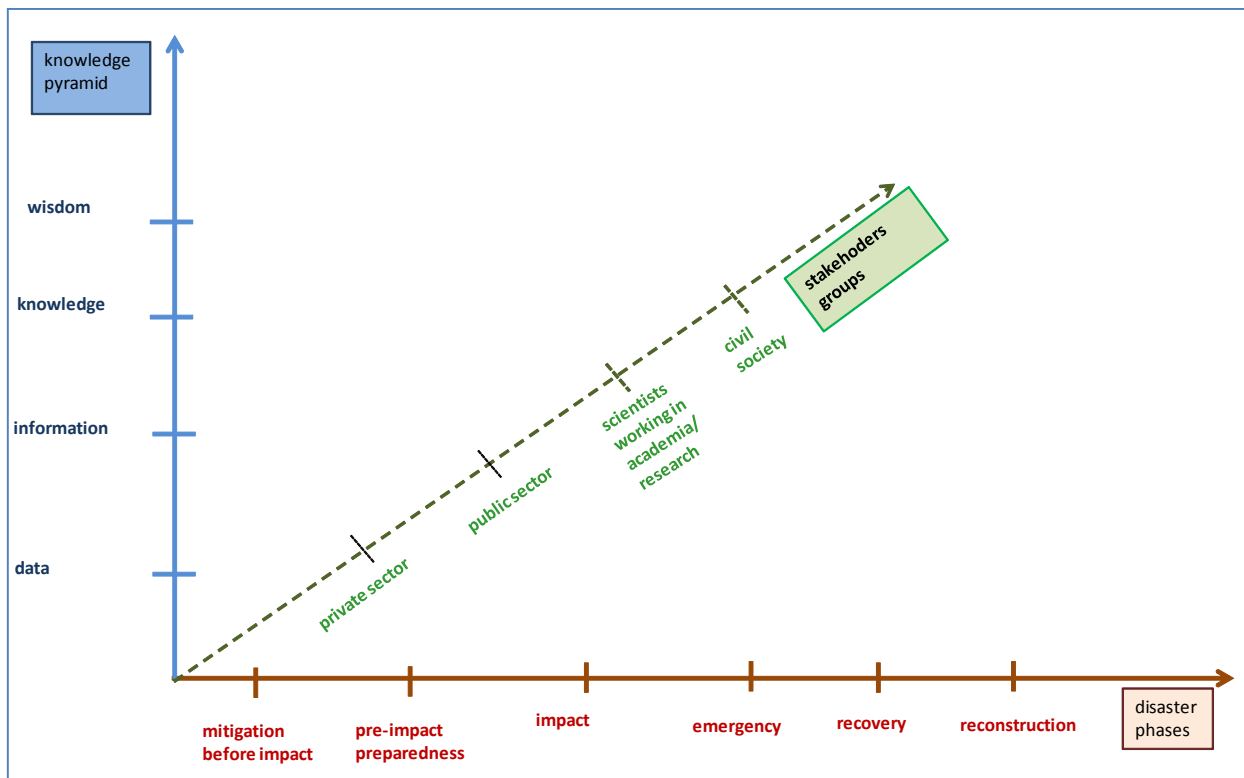 knowledge
pyramid
wisdom
knowledge
information
data
stakehoders
groups
civil
society
scientists
working in
academia/
research
public sector
private sector
mitigation
before impact
pre-impact
preparedness
impact
emergency
recovery
reconstruction
disaster
phases